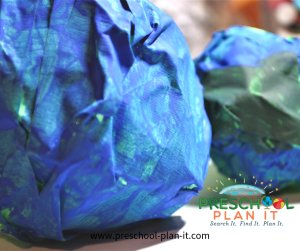 PRESCHOOL
PLAN IT
Search It. Find It. Plan It.
www.preschool-plan-it.com